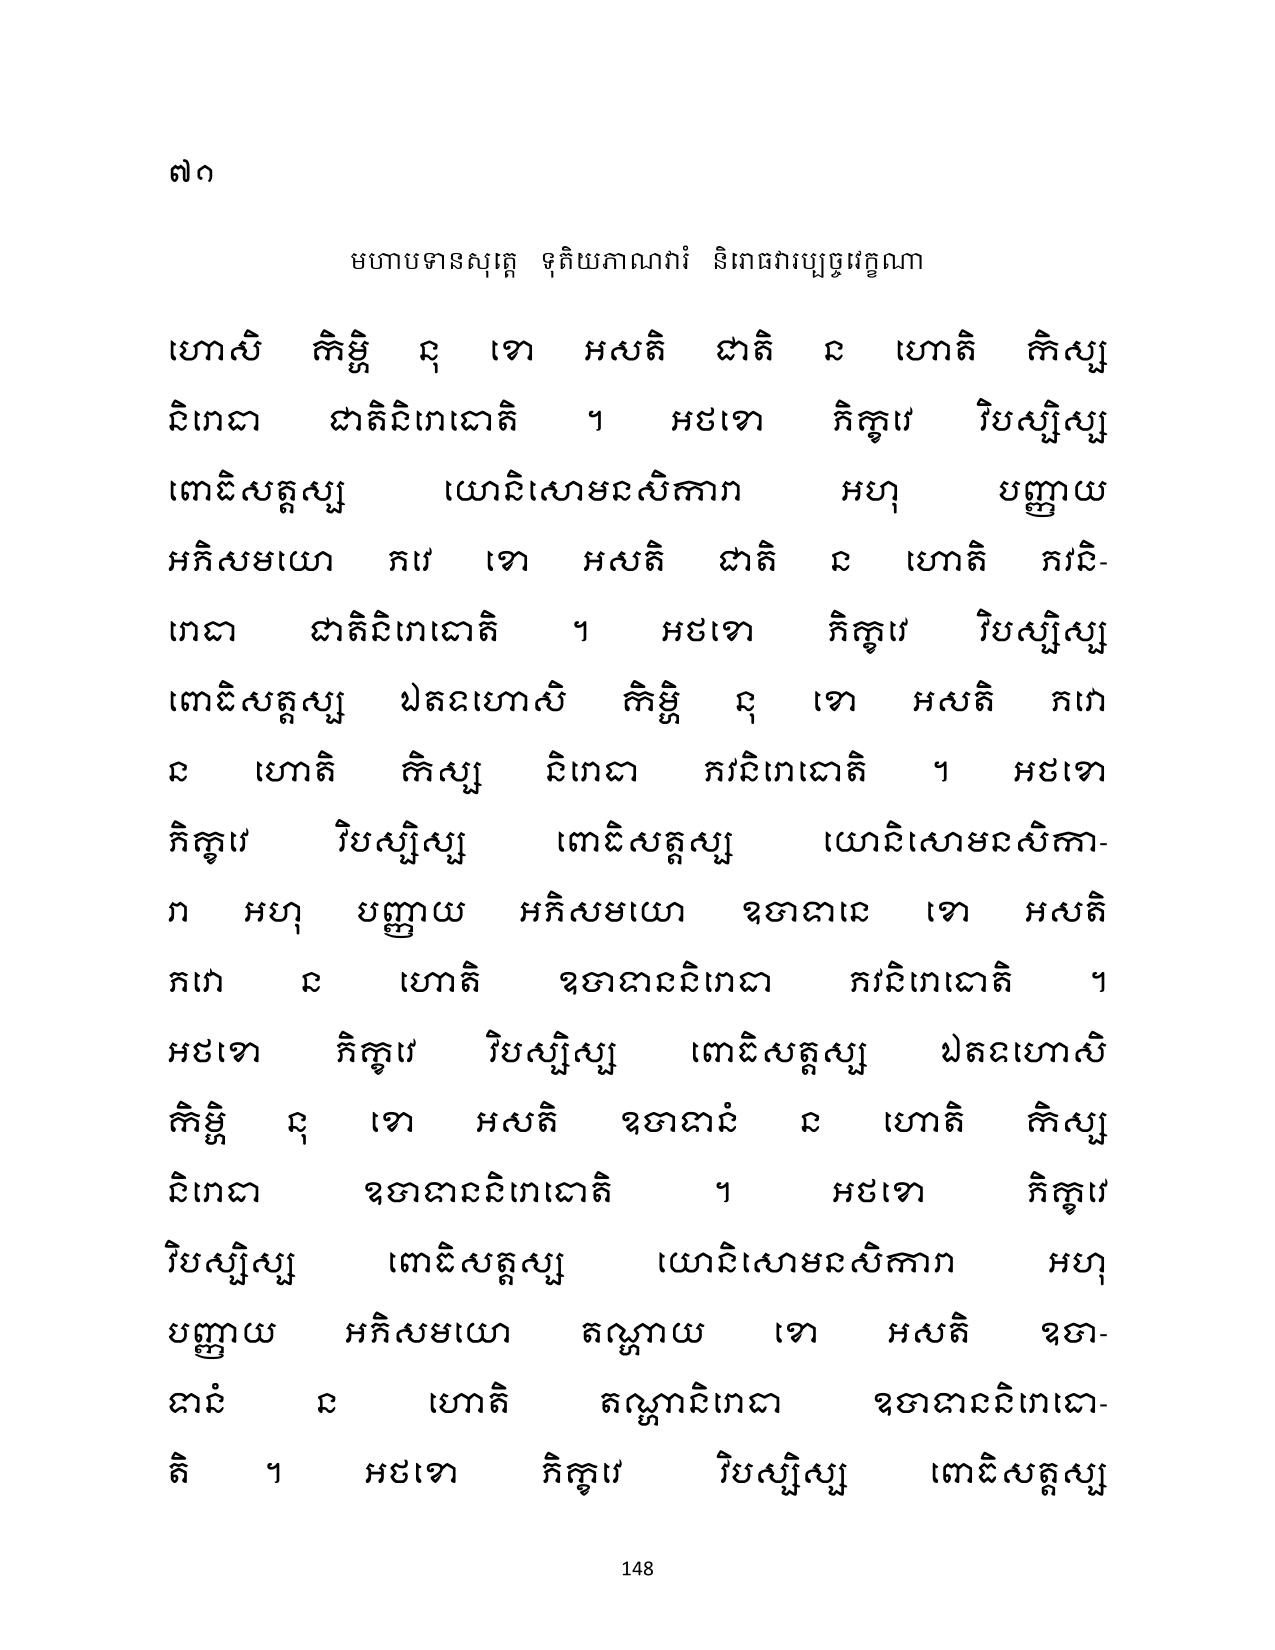 ៧១
មហាបទានសុត្តេ ទុតិយភាណវារំ និរោធវារប្បច្ចវេក្ខណា
ហោសិ កិម្ហិ នុ ខោ អសតិ ជាតិ ន ហោតិ កិស្ស
និរោធា ជាតិនិរោធោតិ ។ អថខោ ភិក្ខវេ វិបស្សិស្ស
ពោធិសត្តស្ស យោនិសោមនសិការា អហុ បញ្ញាយ
អភិសមយោ ភវេ ខោ អសតិ ជាតិ ន ហោតិ ភវនិ-
រោធា ជាតិនិរោធោតិ ។ អថខោ ភិក្ខវេ វិបស្សិស្ស
ពោធិសត្តស្ស ឯតទហោសិ កិម្ហិ នុ ខោ អសតិ ភវោ
ន ហោតិ កិស្ស និរោធា ភវនិរោធោតិ ។ អថខោ
ភិក្ខវេ វិបស្សិស្ស ពោធិសត្តស្ស យោនិសោមនសិកា-
រា អហុ បញ្ញាយ អភិសមយោ ឧបាទានេ ខោ អសតិ
ភវោ ន ហោតិ ឧបាទាននិរោធា ភវនិរោធោតិ ។
អថខោ ភិក្ខវេ វិបស្សិស្ស ពោធិសត្តស្ស ឯតទហោសិ
កិម្ហិ នុ ខោ អសតិ ឧបាទានំ ន ហោតិ កិស្ស
និរោធា ឧបាទាននិរោធោតិ ។ អថខោ ភិក្ខវេ
វិបស្សិស្ស ពោធិសត្តស្ស យោនិសោមនសិការា អហុ
បញ្ញាយ អភិសមយោ តណ្ហាយ ខោ អសតិ ឧបា-
ទានំ ន ហោតិ តណ្ហានិរោធា ឧបាទាននិរោធោ-
តិ ។ អថខោ ភិក្ខវេ វិបស្សិស្ស ពោធិសត្តស្ស
148